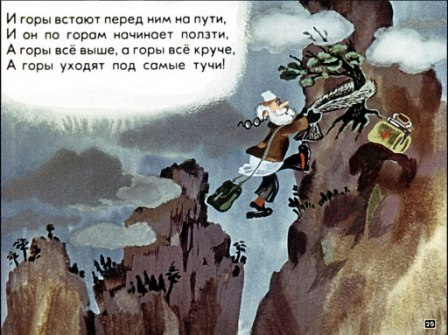 И горы встают перед ним на пути,
И он по горам начинает ползти,
А горы всё выше, а горы всё круче,
А горы уходят под самые тучи!
25